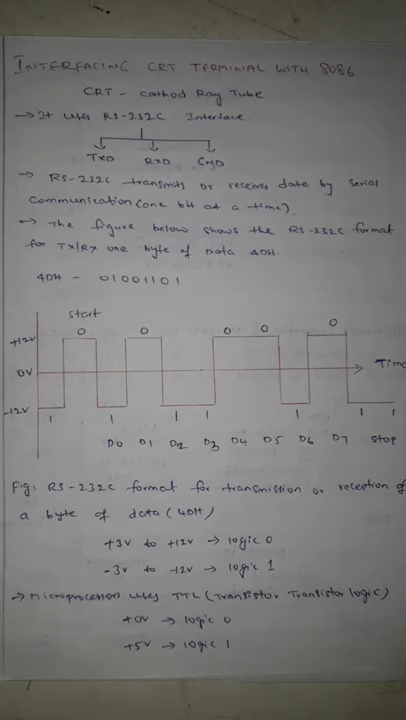 INTERFACING CRT TERMINAL WITH 8086
CRT - Cathod Ray Tube
→ It uses RS-232C Interface.
TXD RXD GND
→ RS-232C transmits or receives data by Serial
Communication (one bit at a time).
→ The figure below shows the RS-232C format
for Tx/Rx one byte of Data 4DH.
4DH - 01001101
Start
0 0 0 0 0
+12V
0V Time
-12V
1 1 1 1 1 1 1
D0 D1 D2 D3 D4 D5 D6 D7 Stop
Fig: RS-232C format for transmission or reception of
a byte of data (4DH)
+3V to +12V → logic 0
-3V to -12V → logic 1
→ Microprocessors uses TTL (Transistor Transistor logic)
+0V → logic 0
+5V → logic 1